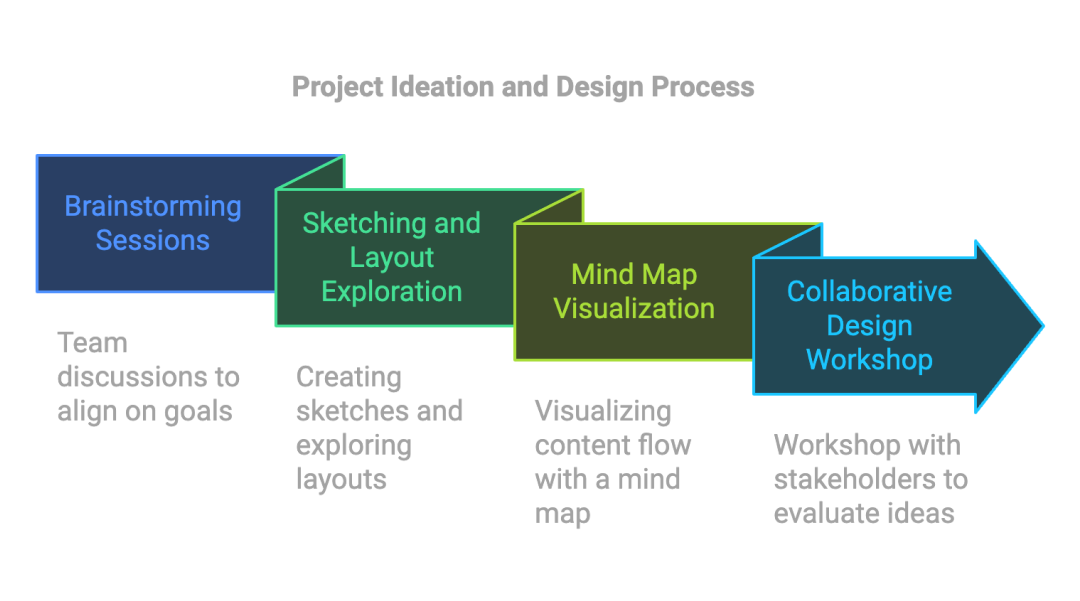 Project Ideation and Design Process
Brainstorming
Sessions
Team
discussions to
align on goals
Sketching and
Layout
Exploration
Creating
sketches and
exploring
layouts
Mind Map
Visualization
Visualizing
content flow
with a mind
map
Collaborative
Design
Workshop
Workshop with
stakeholders to
evaluate ideas